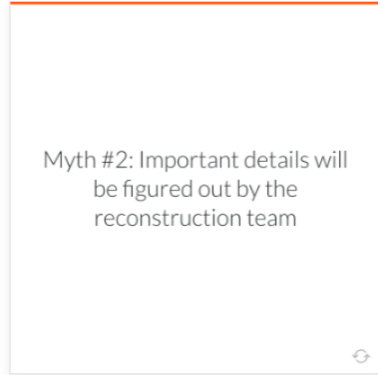 Myth #2: Important details will
be figured out by the
reconstruction team